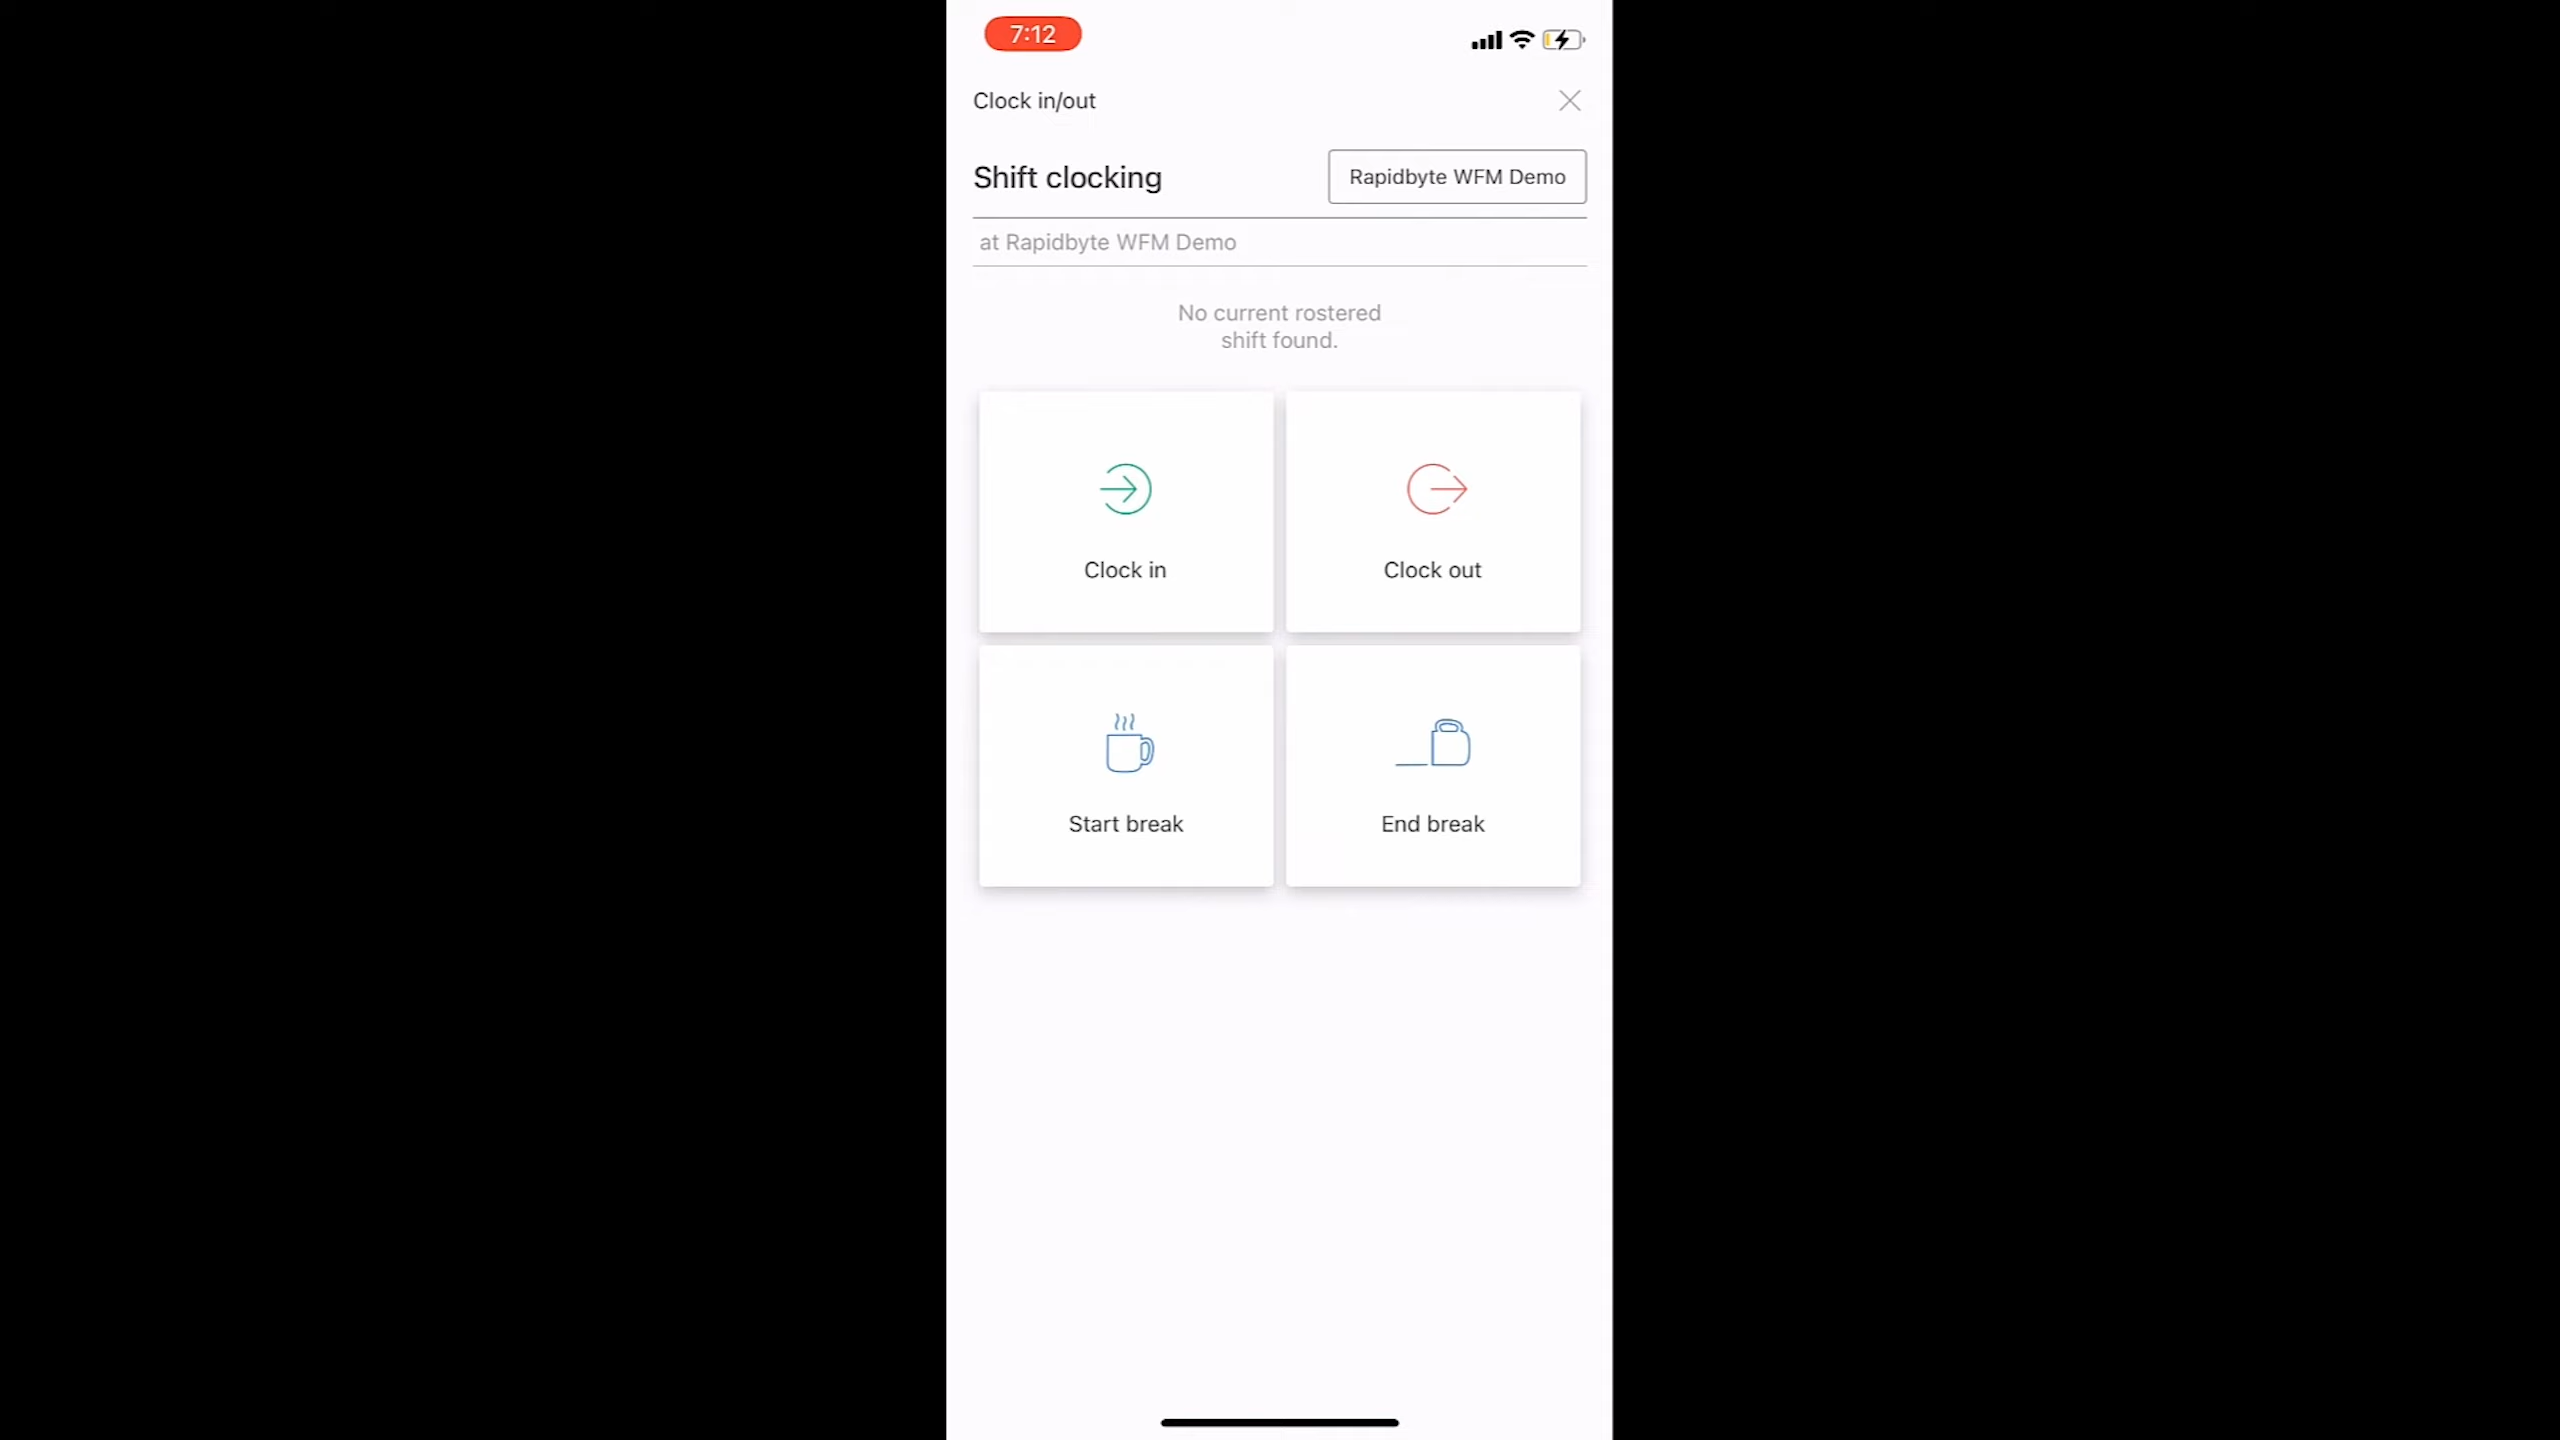 7:12
Clock in/out
Shift clocking
Rapidbyte WFM Demo
at Rapidbyte WFM Demo
No current rostered
shift found.
Clock in
Clock out
Start break
End break